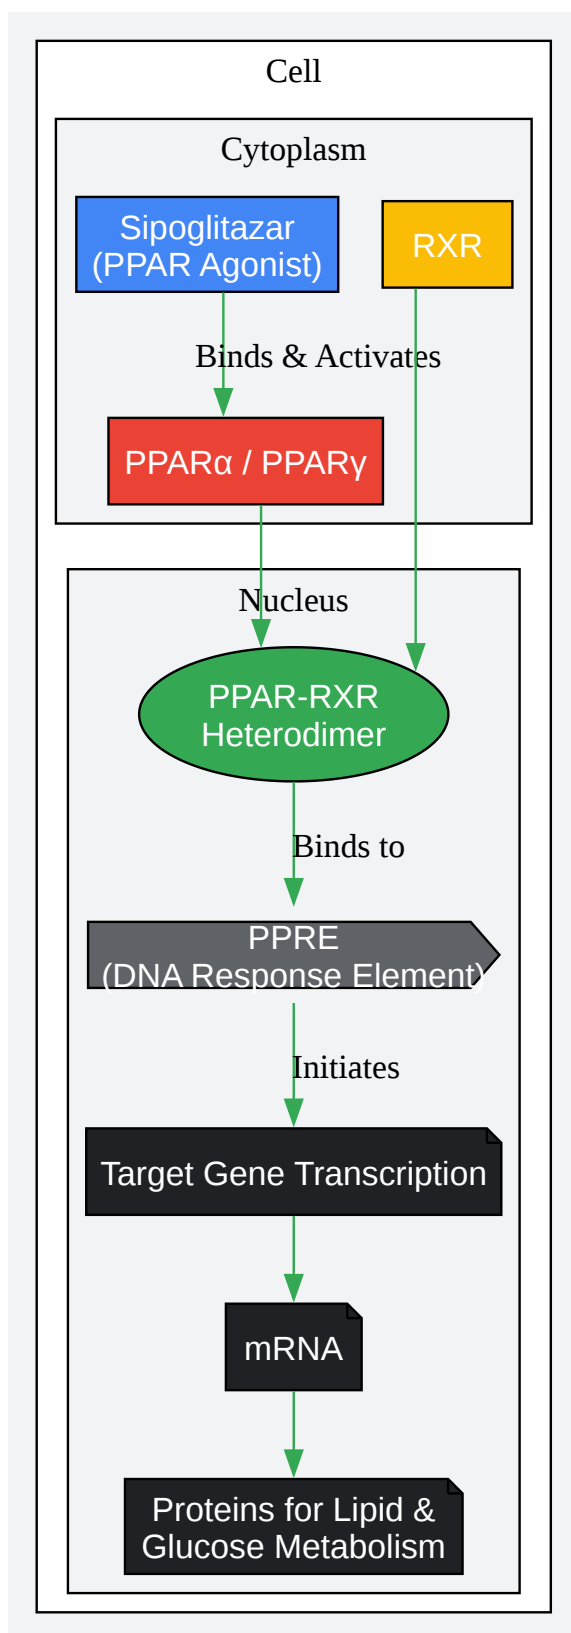 Cell
Cytoplasm
Sipoglitazar
(PPAR Agonist)
RXR
Binds & Activates
PPARα / PPARγ
Nucleus
PPAR-RXR
Heterodimer
Binds to
PPRE
(DNA Response Element)
Initiates
Target Gene Transcription
mRNA
Proteins for Lipid &
Glucose Metabolism